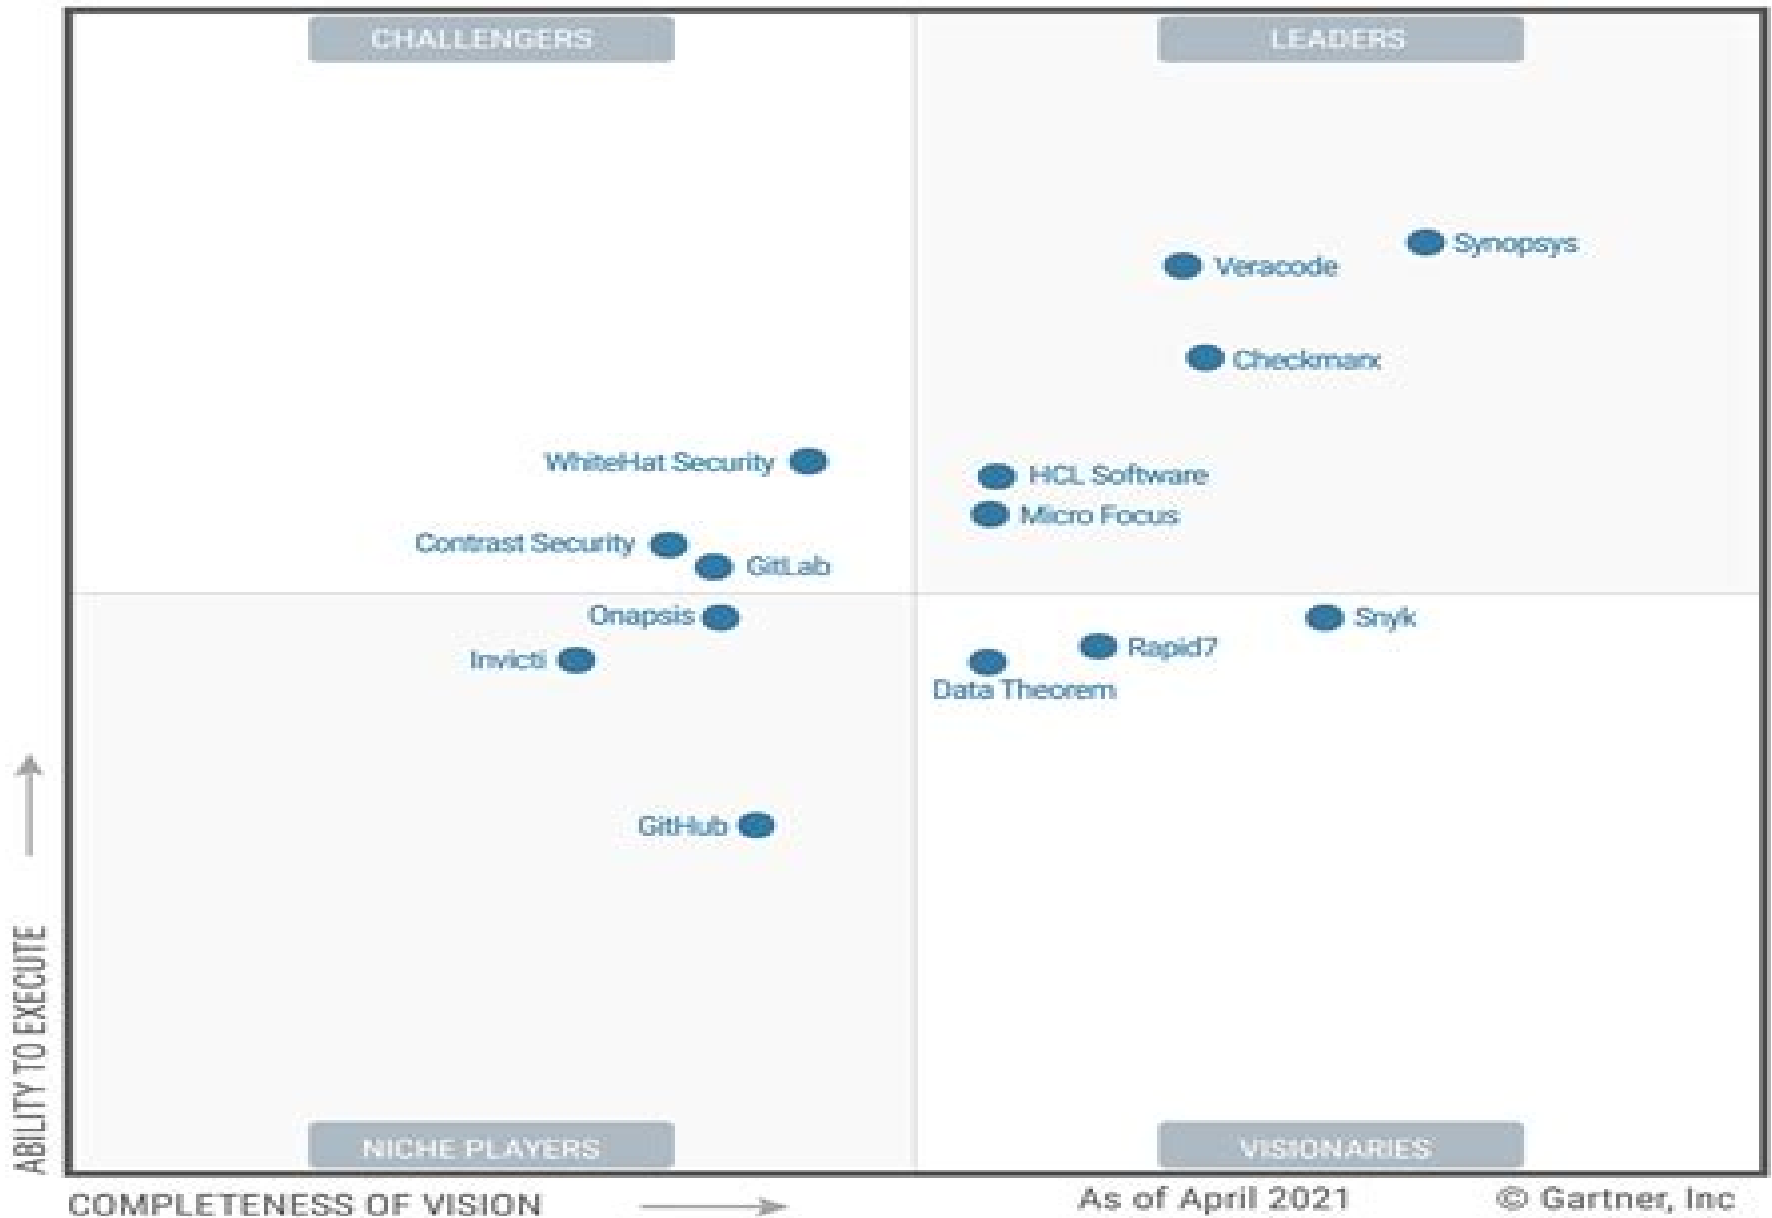 CHALLENGERS
LEADERS
Synopsys
Veracode
Checkmarx
WhiteHat Security
HCL Software
Micro Focus
Contrast Security
GitLab
Onapsis
Snyk
Invicti
Rapid7
Data Theorem
GitHub
ABILITY TO EXECUTE
NICHE PLAYERS
VISIONARIES
COMPLETENESS OF VISION
As of April 2021
© Gartner, Inc